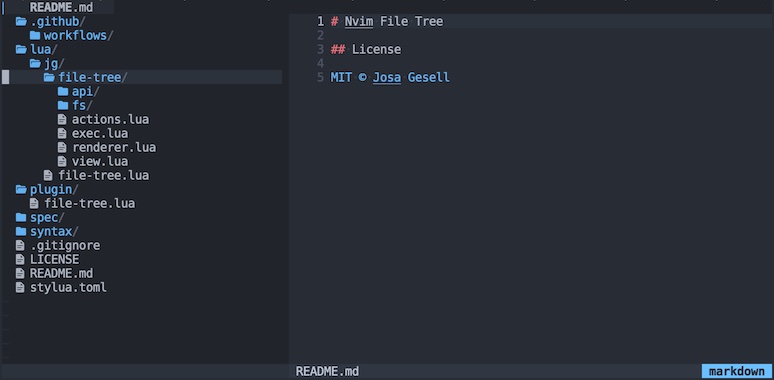 README.md
.github/
workflows/
lua/
jg/
file-tree/
api/
fs/
actions.lua
exec.lua
renderer.lua
view.lua
file-tree.lua
plugin/
file-tree.lua
spec/
syntax/
.gitignore
LICENSE
README.md
stylua.toml
1 # Nvim File Tree
2
3 ## License
4
5 MIT © Josa Gesell
README.md markdown